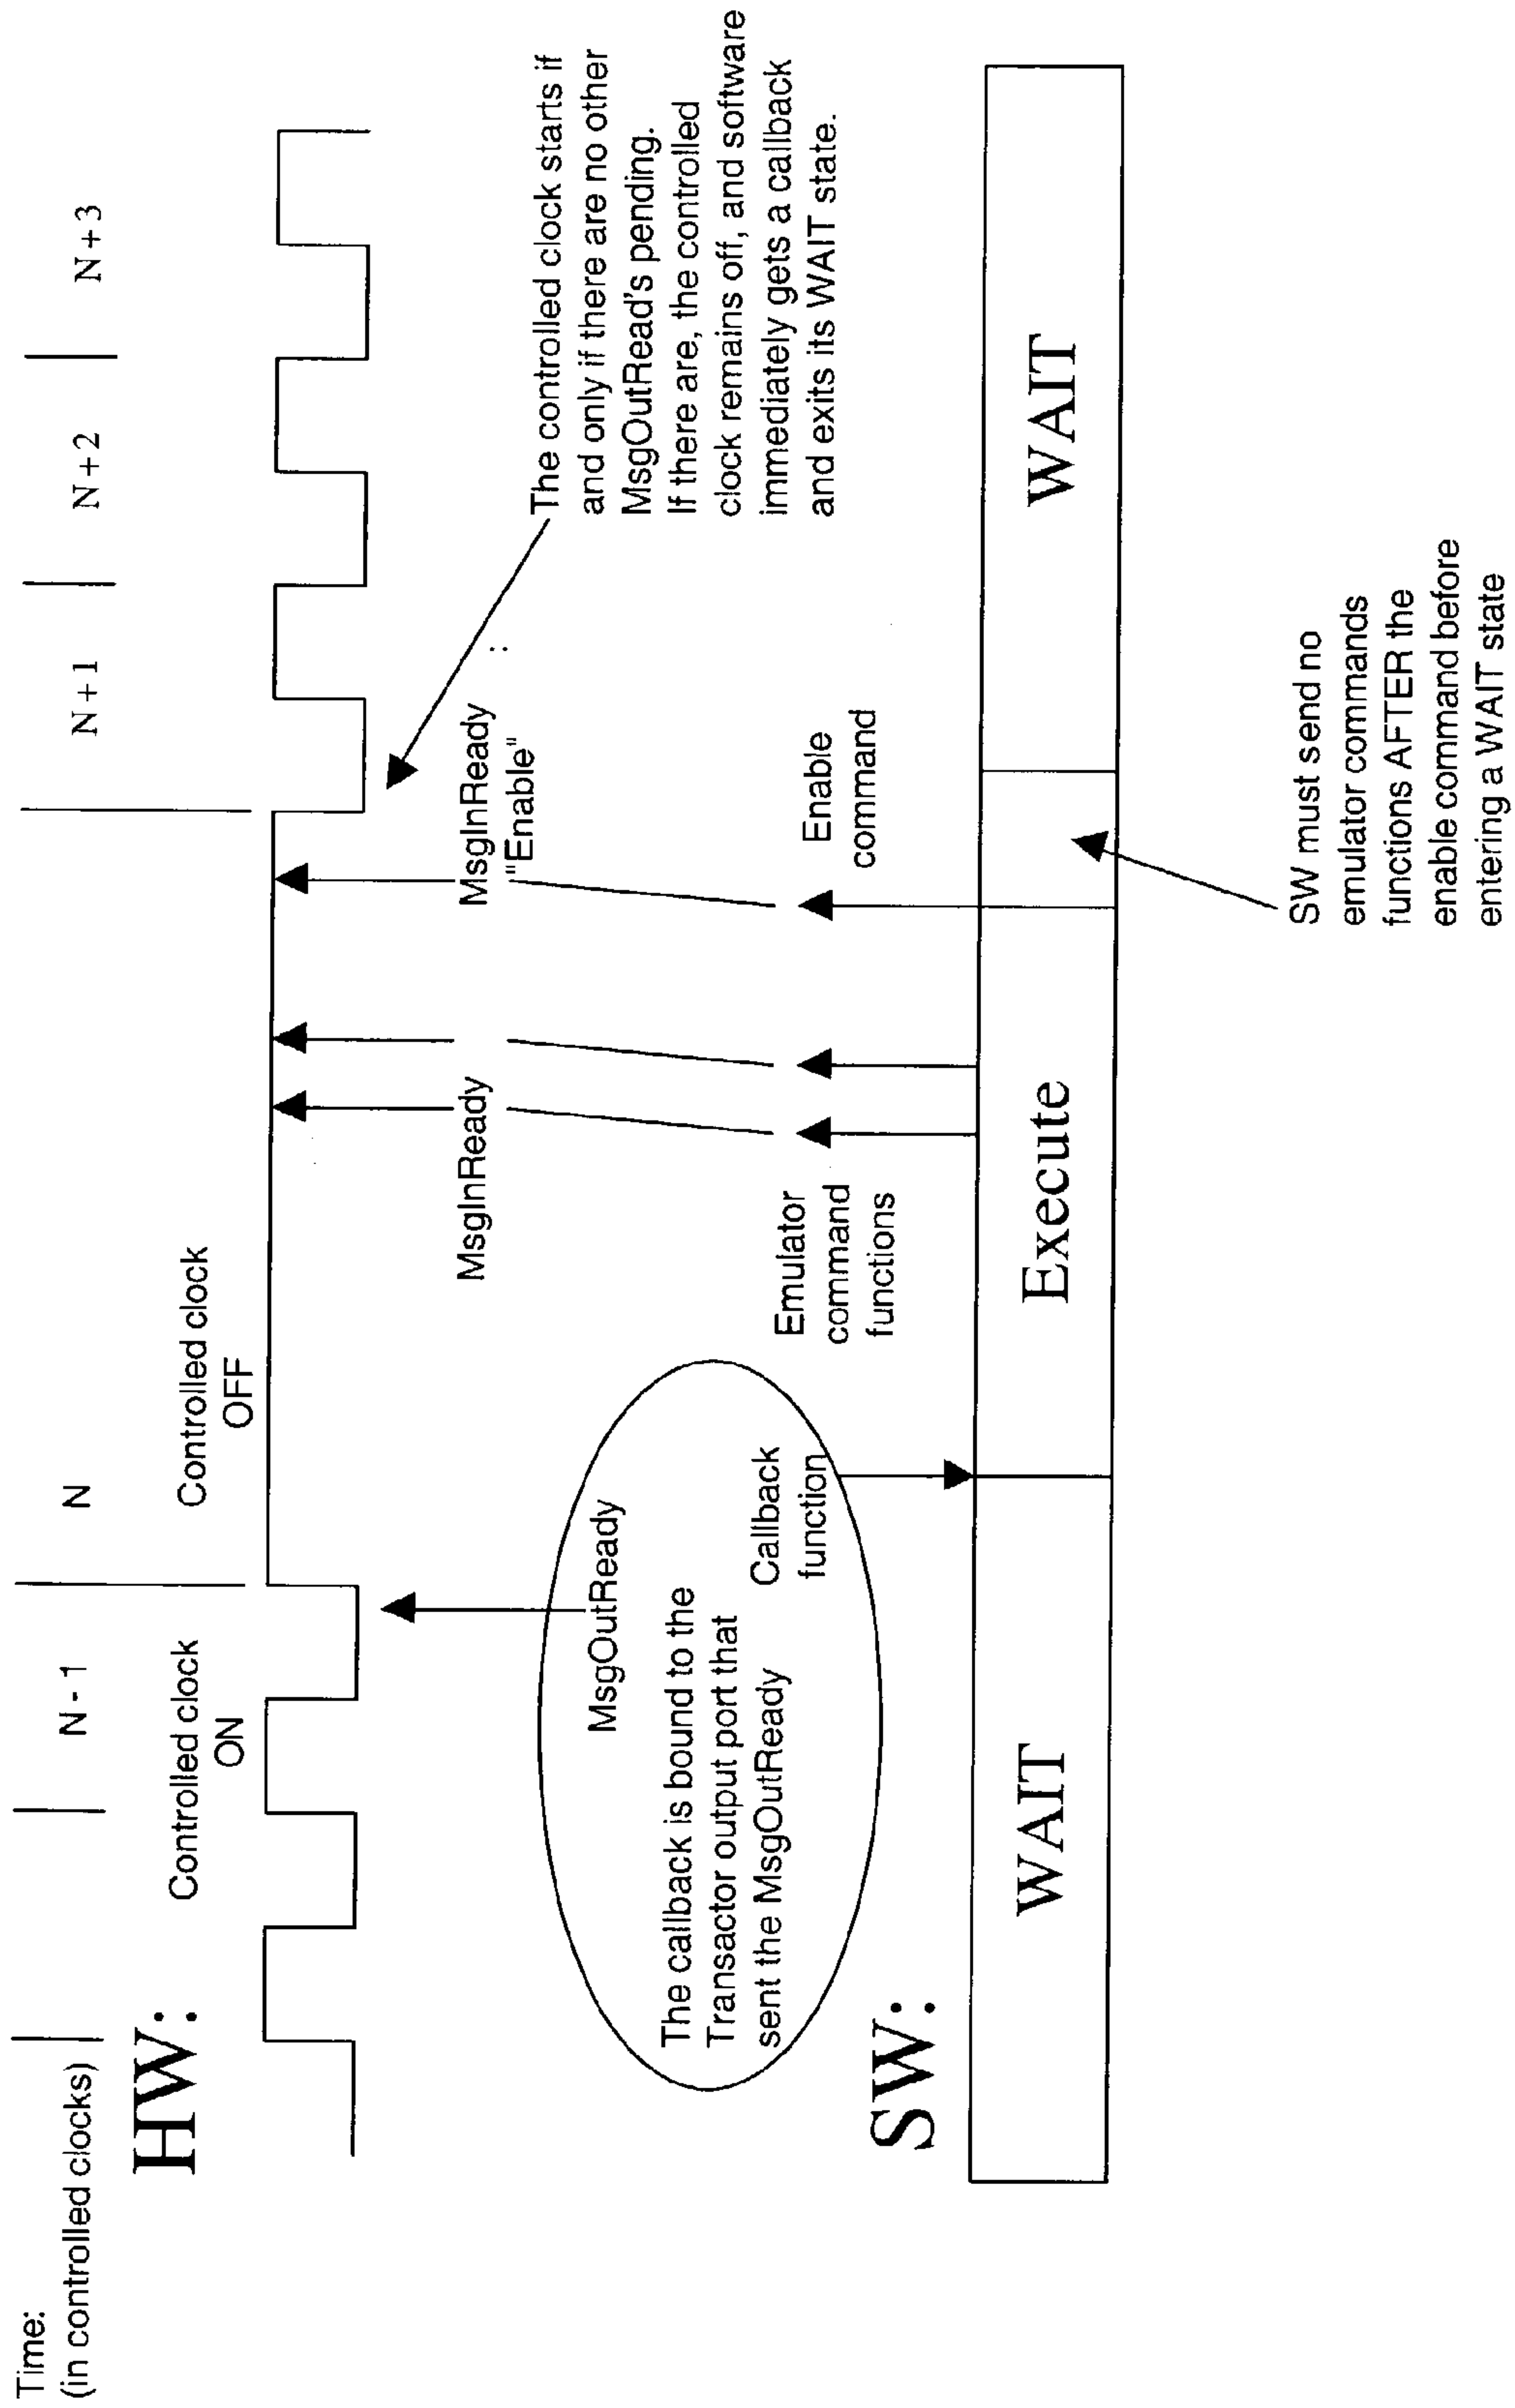 Time:
(in controlled clocks)
N - 1
N
N + 1
N + 2
N + 3
HW:
Controlled clock
ON
Controlled clock
OFF
MsgOutReady
MsgInReady
MsgInReady
"Enable"
The controlled clock starts if
and only if there are no other
MsgOutRead's pending.
If there are, the controlled
clock remains off, and software
immediately gets a callback
and exits its WAIT state.
The callback is bound to the
Transactor output port that
sent the MsgOutReady
Callback
function
Emulator
command
functions
Enable
command
SW:
WAIT
Execute
WAIT
SW must send no
emulator commands
functions AFTER the
enable command before
entering a WAIT state